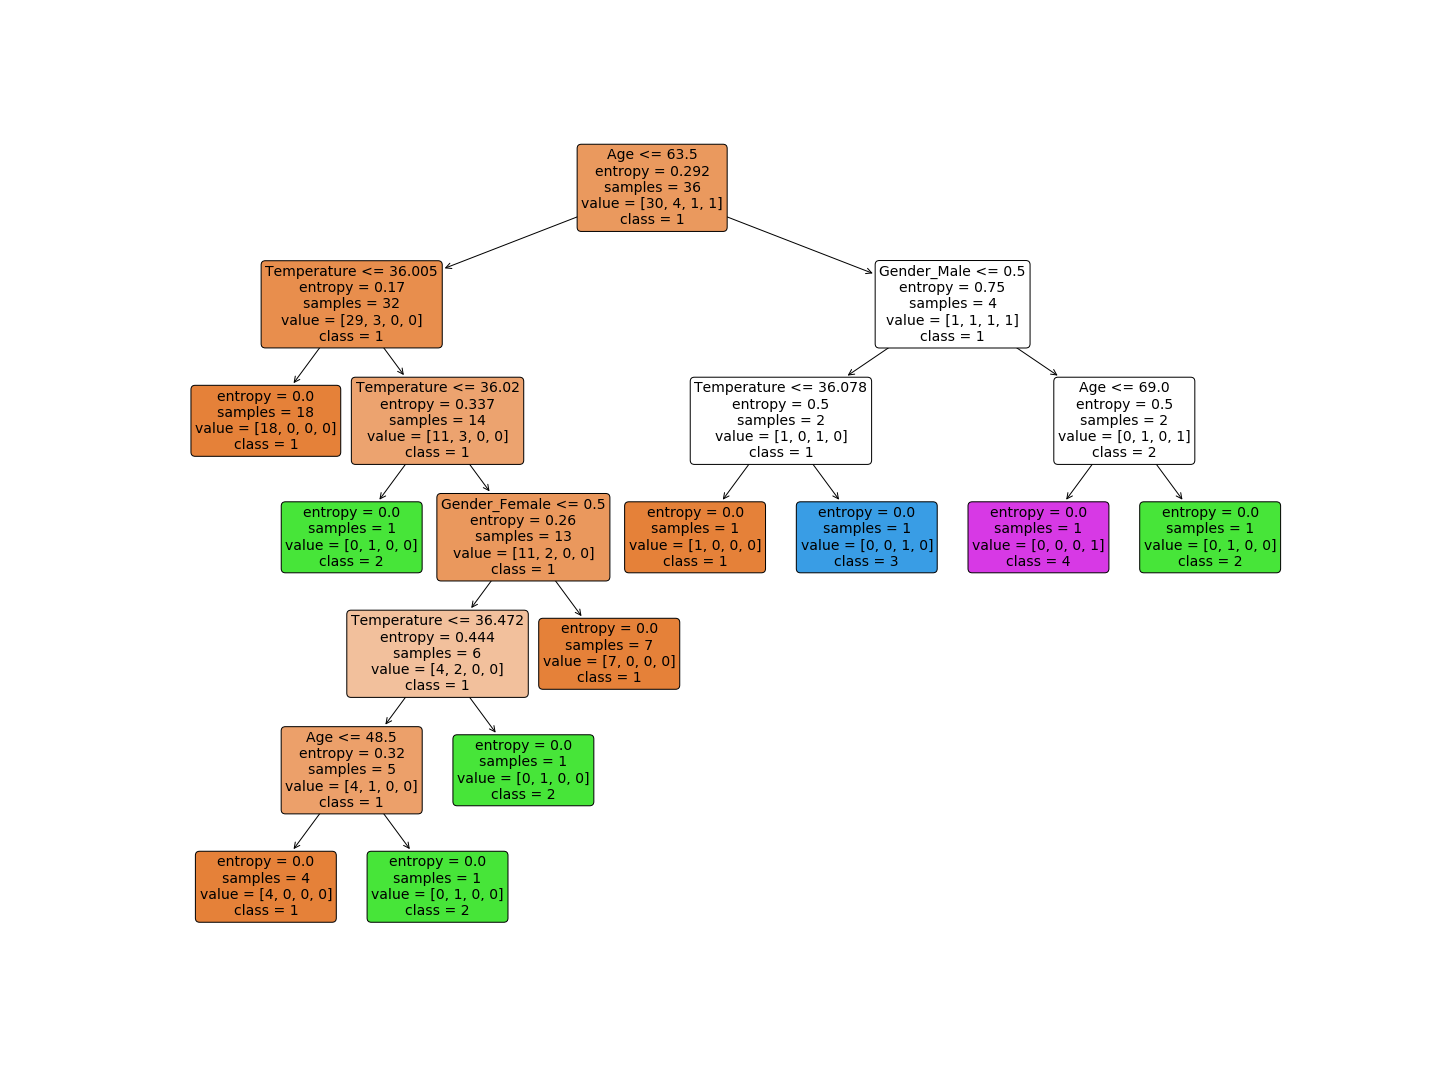 Age <= 63.5
entropy = 0.292
samples = 36
value = [30, 4, 1, 1]
class = 1
Temperature <= 36.005
entropy = 0.17
samples = 32
value = [29, 3, 0, 0]
class = 1
Gender_Male <= 0.5
entropy = 0.75
samples = 4
value = [1, 1, 1, 1]
class = 1
entropy = 0.0
samples = 18
value = [18, 0, 0, 0]
class = 1
Temperature <= 36.02
entropy = 0.337
samples = 14
value = [11, 3, 0, 0]
class = 1
Temperature <= 36.078
entropy = 0.5
samples = 2
value = [1, 0, 1, 0]
class = 1
Age <= 69.0
entropy = 0.5
samples = 2
value = [0, 1, 0, 1]
class = 2
entropy = 0.0
samples = 1
value = [0, 1, 0, 0]
class = 2
Gender_Female <= 0.5
entropy = 0.26
samples = 13
value = [11, 2, 0, 0]
class = 1
entropy = 0.0
samples = 1
value = [1, 0, 0, 0]
class = 1
entropy = 0.0
samples = 1
value = [0, 0, 1, 0]
class = 3
entropy = 0.0
samples = 1
value = [0, 0, 0, 1]
class = 4
entropy = 0.0
samples = 1
value = [0, 1, 0, 0]
class = 2
Temperature <= 36.472
entropy = 0.444
samples = 6
value = [4, 2, 0, 0]
class = 1
entropy = 0.0
samples = 7
value = [7, 0, 0, 0]
class = 1
Age <= 48.5
entropy = 0.32
samples = 5
value = [4, 1, 0, 0]
class = 1
entropy = 0.0
samples = 1
value = [0, 1, 0, 0]
class = 2
entropy = 0.0
samples = 4
value = [4, 0, 0, 0]
class = 1
entropy = 0.0
samples = 1
value = [0, 1, 0, 0]
class = 2